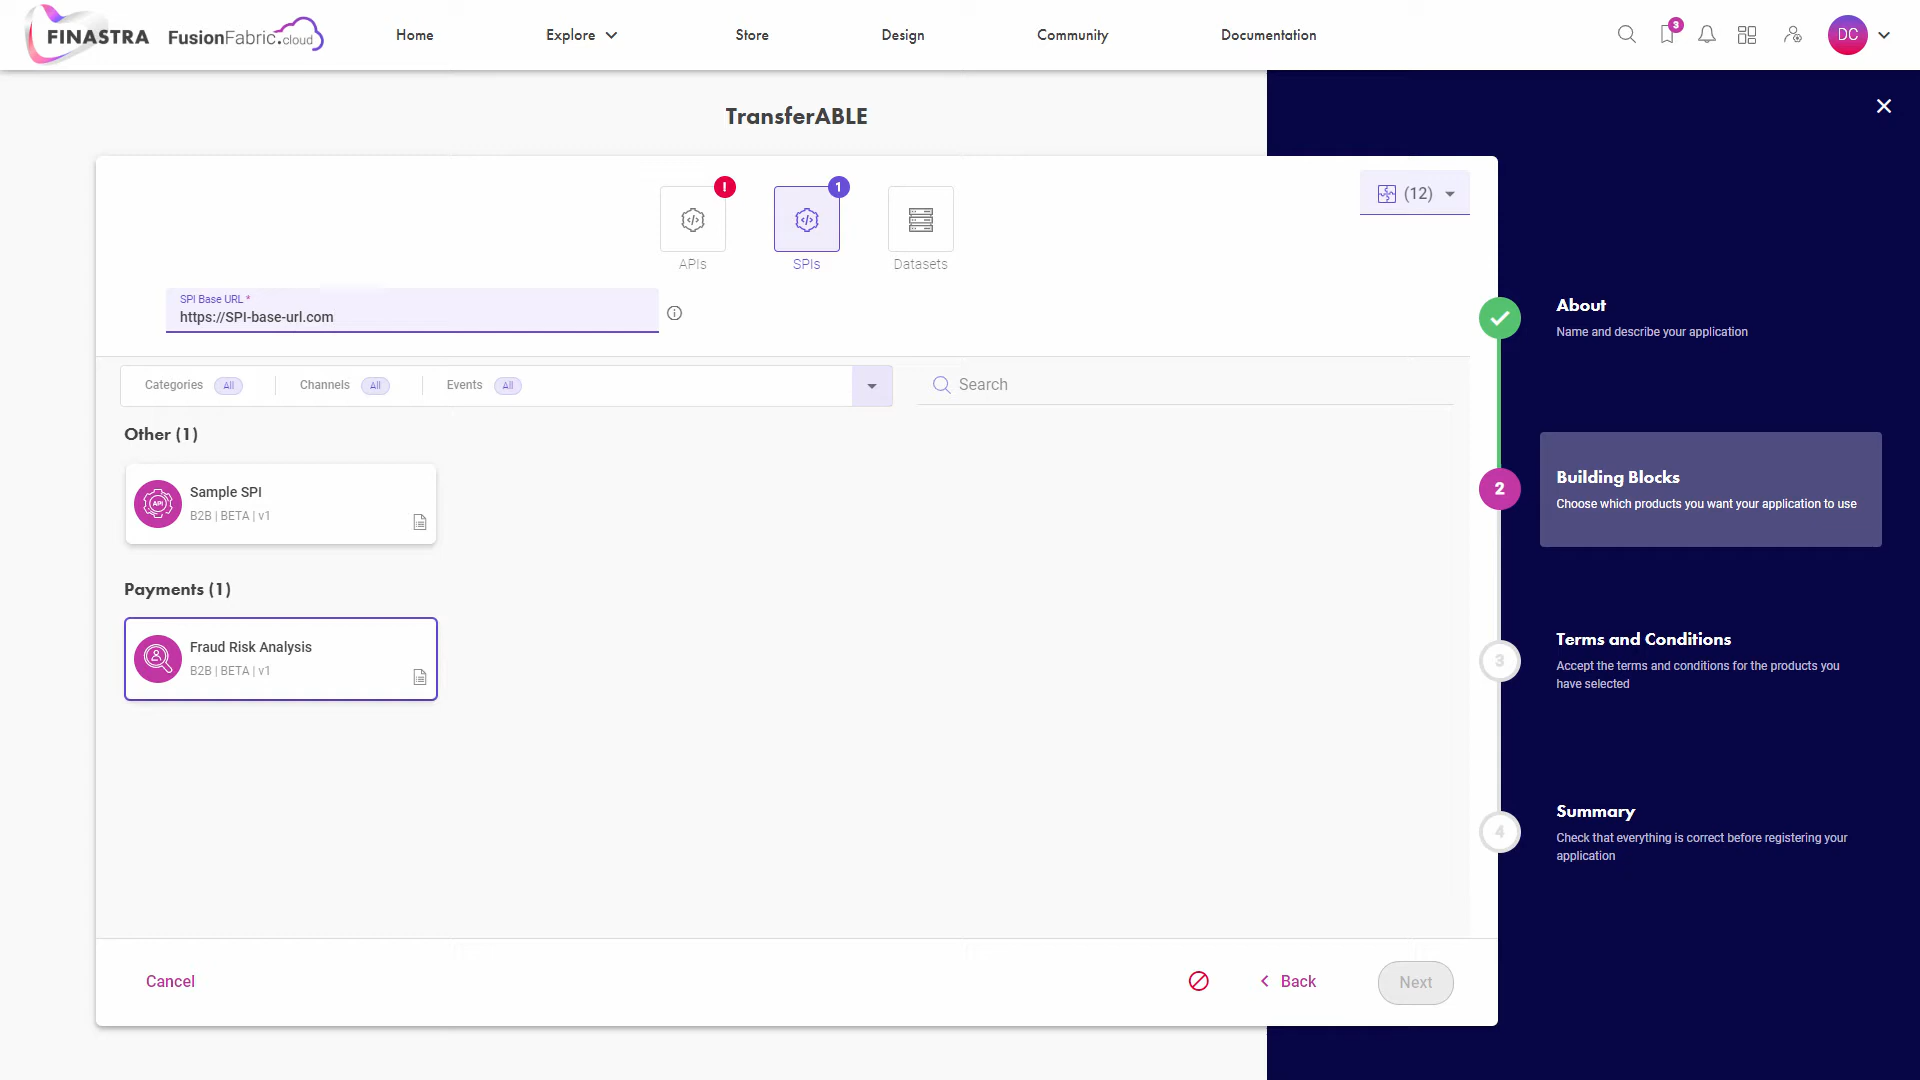 FINASTRA FusionFabric.cloud
Home
Explore
Store
Design
Community
Documentation
3
DC
TransferABLE
!
1
APIs
SPIs
Datasets
(12)
SPI Base URL *
https://SPI-base-url.com
Categories All
Channels All
Events All
Search
Other (1)
API
Sample SPI
B2B | BETA | v1
Payments (1)
Fraud Risk Analysis
B2B | BETA | v1
Cancel
Back
Next
About
Name and describe your application
2
Building Blocks
Choose which products you want your application to use
3
Terms and Conditions
Accept the terms and conditions for the products you
have selected
4
Summary
Check that everything is correct before registering your
application